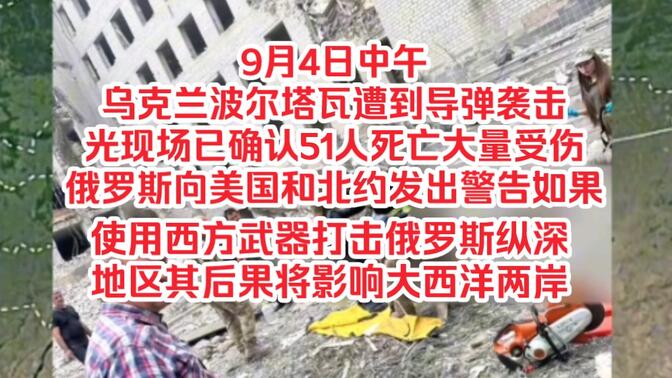 9月4日中午
乌克兰波尔塔瓦遭到导弹袭击
光现场已确认51人死亡大量受伤
俄罗斯向美国和北约发出警告如果
使用西方武器打击俄罗斯纵深
地区其后果将影响大西洋两岸